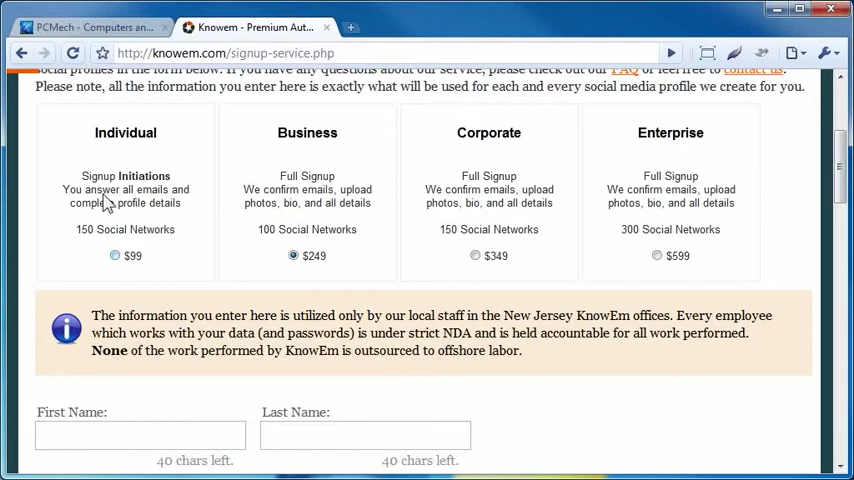 PCMech - Computers an...
Knowem - Premium Aut...
http://knowem.com/signup-service.php
social profiles in the form below. If you have any questions about our service, please check out our FAQ or feel free to contact us.
Please note, all the information you enter here is exactly what will be used for each and every social media profile we create for you.
Individual
Signup Initiations
You answer all emails and
complete profile details
150 Social Networks
$99
Business
Full Signup
We confirm emails, upload
photos, bio, and all details
100 Social Networks
$249
Corporate
Full Signup
We confirm emails, upload
photos, bio, and all details
150 Social Networks
$349
Enterprise
Full Signup
We confirm emails, upload
photos, bio, and all details
300 Social Networks
$599
The information you enter here is utilized only by our local staff in the New Jersey KnowEm offices. Every employee
which works with your data (and passwords) is under strict NDA and is held accountable for all work performed.
None of the work performed by KnowEm is outsourced to offshore labor.
First Name:
Last Name:
40 chars left.
40 chars left.